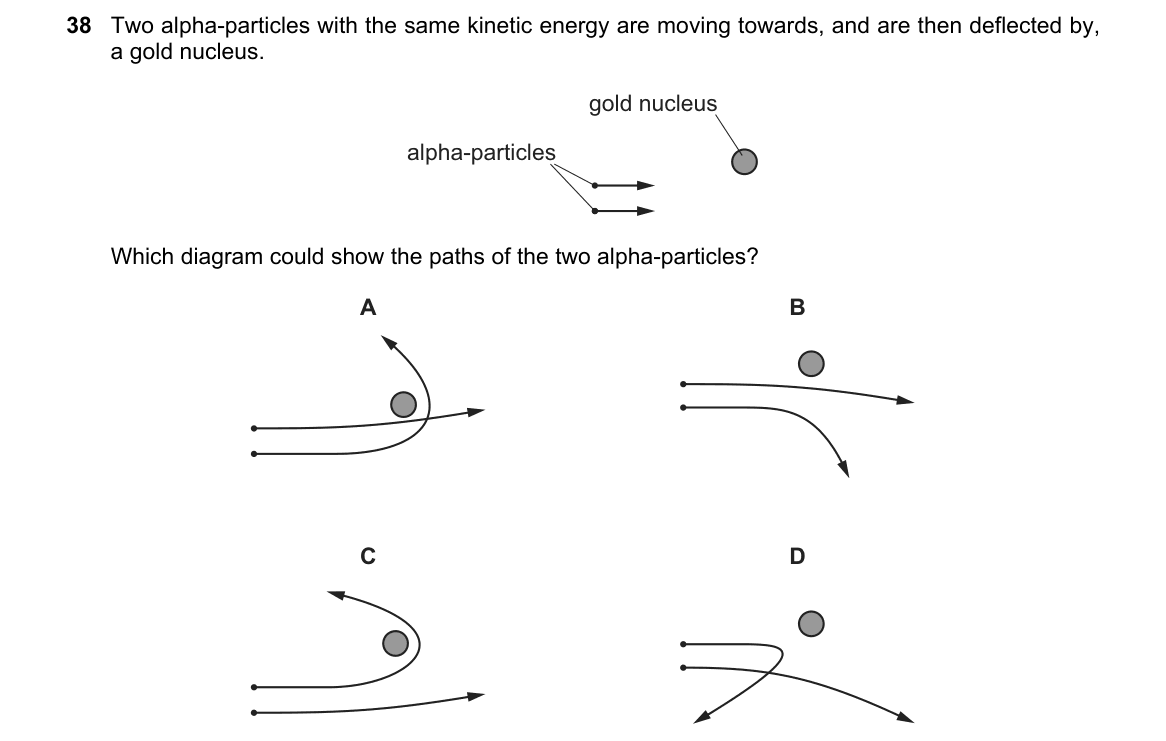 38 Two alpha-particles with the same kinetic energy are moving towards, and are then deflected by,
a gold nucleus.
gold nucleus
alpha-particles
Which diagram could show the paths of the two alpha-particles?
A
B
C
D